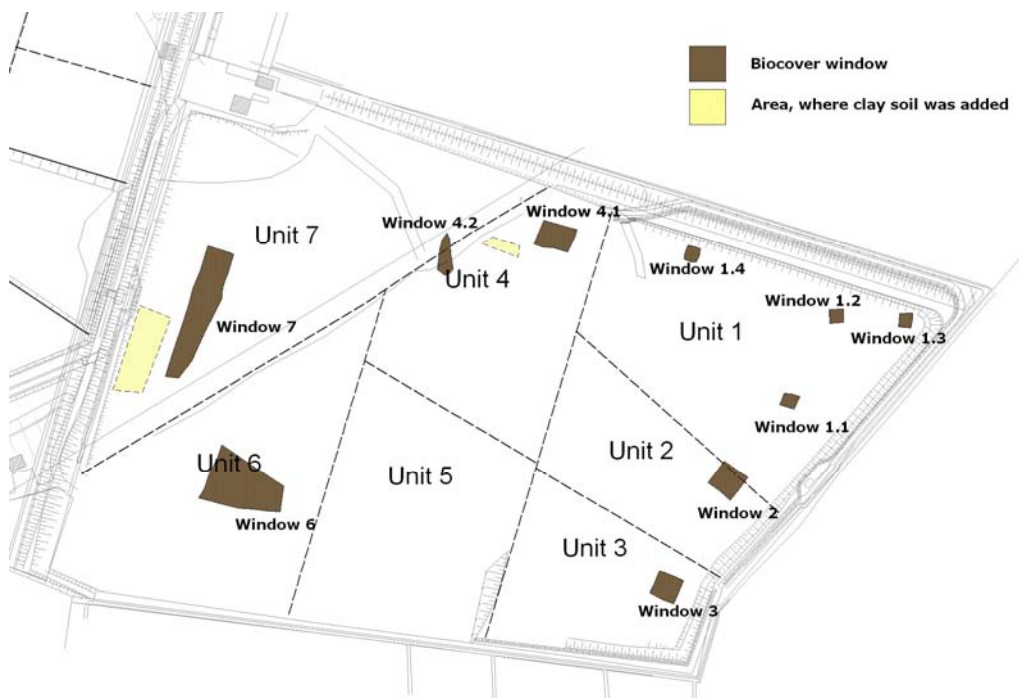 Biocover window
Area, where clay soil was added
Window 4.2
Window 4.1
Unit 7
Unit 4
Window 1.4
Window 1.2
Window 7
Unit 1
Window 1.3
Window 1.1
Unit 2
Unit 6
Unit 5
Window 2
Window 6
Unit 3
Window 3